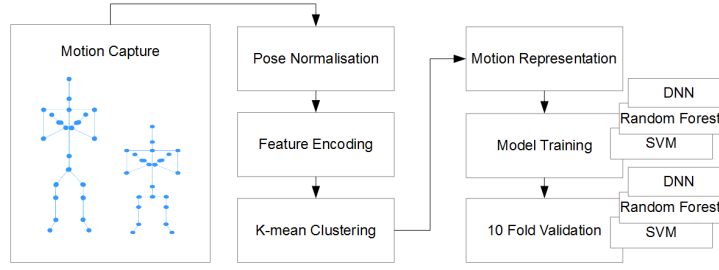 Motion Capture
Pose Normalisation
Feature Encoding
K-mean Clustering
Motion Representation
Model Training
DNN
Random Forest
SVM
10 Fold Validation
DNN
Random Forest
SVM